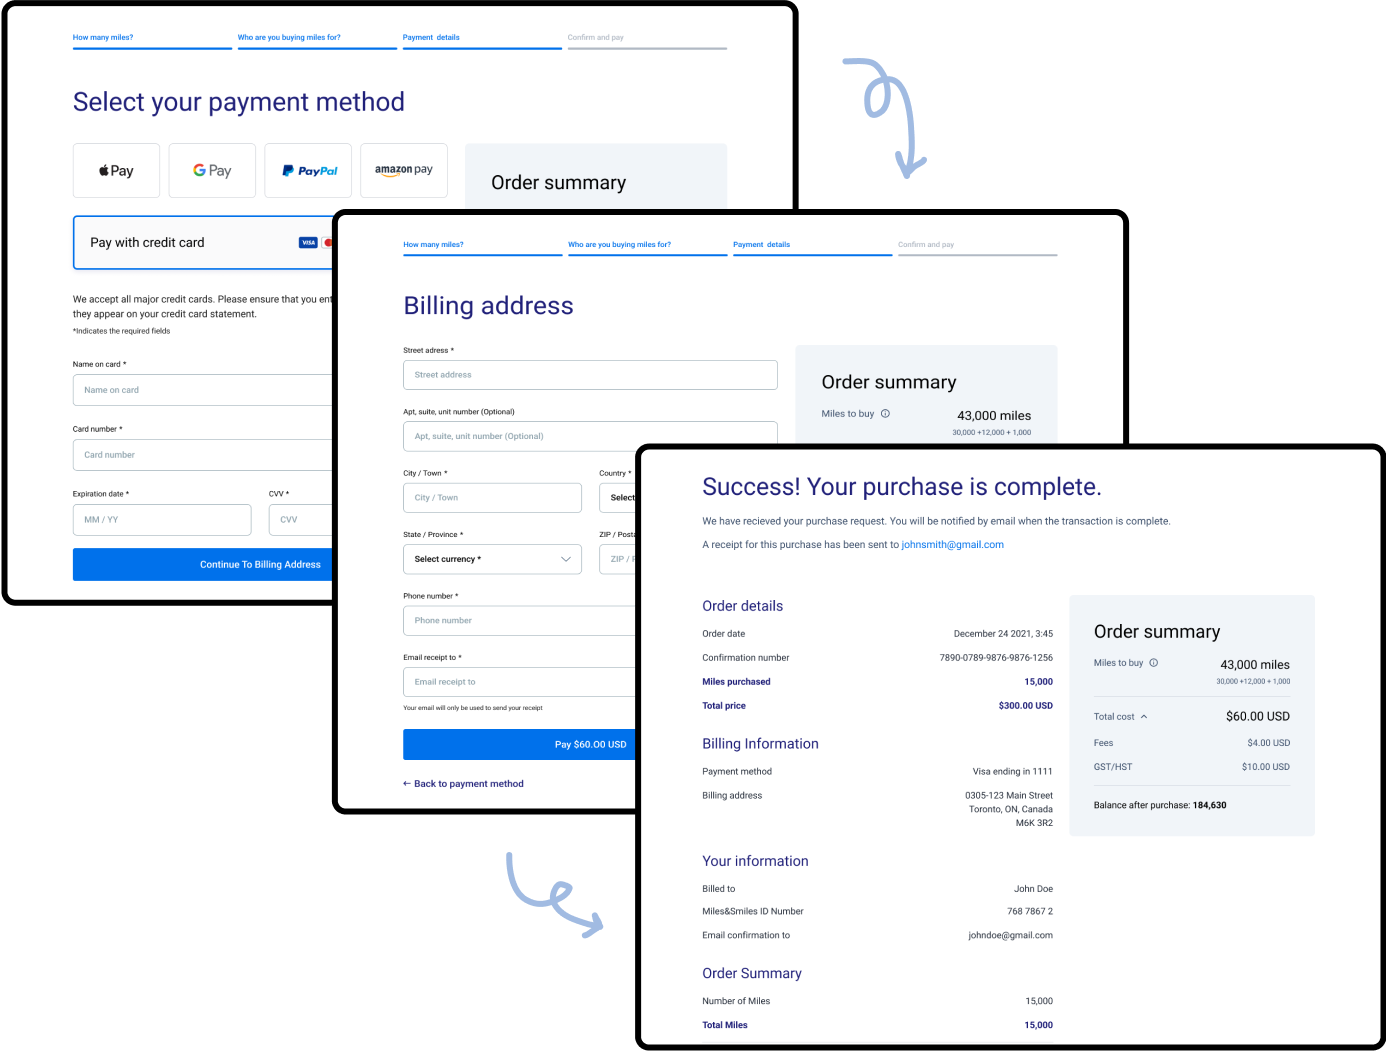 How many miles?
Who are you buying miles for?
Payment details
Confirm and pay
Select your payment method
Pay
G Pay
PayPal
amazon pay
Order summary
Pay with credit card
VISA
We accept all major credit cards. Please ensure that you
they appear on your credit card statement.
*Indicates the required fields
Name on card *
Name on card
Card number *
Card number
Expiration date *
CVV *
MM / YY
CVV
Continue To Billing Address
How many miles?
Who are you buying miles for?
Payment details
Confirm and pay
Billing address
Street adress *
Street address
Apt, suite, unit number (Optional)
Apt, suite, unit number (Optional)
City / Town *
Country *
City / Town
Select
State / Province *
ZIP /
Select currency *
ZIP /
Phone number *
Phone number
Email receipt to *
Email receipt to
Your email will only be used to send your receipt
Pay $60.00 USD
← Back to payment method
Order summary
Miles to buy
43,000 miles
30,000 +12,000 + 1,000
Success! Your purchase is complete.
We have recieved your purchase request. You will be notified by email when the transaction is complete.
A receipt for this purchase has been sent to johnsmith@gmail.com
Order details
Order date December 24 2021, 3:45
Confirmation number 7890-0789-9876-9876-1256
Miles purchased 15,000
Total price $300.00 USD
Billing Information
Payment method Visa ending in 1111
Billing address 0305-123 Main Street
Toronto, ON, Canada
M6K 3R2
Your information
Billed to John Doe
Miles&Smiles ID Number 768 7867 2
Email confirmation to johndoe@gmail.com
Order Summary
Number of Miles 15,000
Total Miles 15,000
Order summary
Miles to buy 43,000 miles
30,000 +12,000 + 1,000
Total cost $60.00 USD
Fees $4.00 USD
GST/HST $10.00 USD
Balance after purchase: 184,630